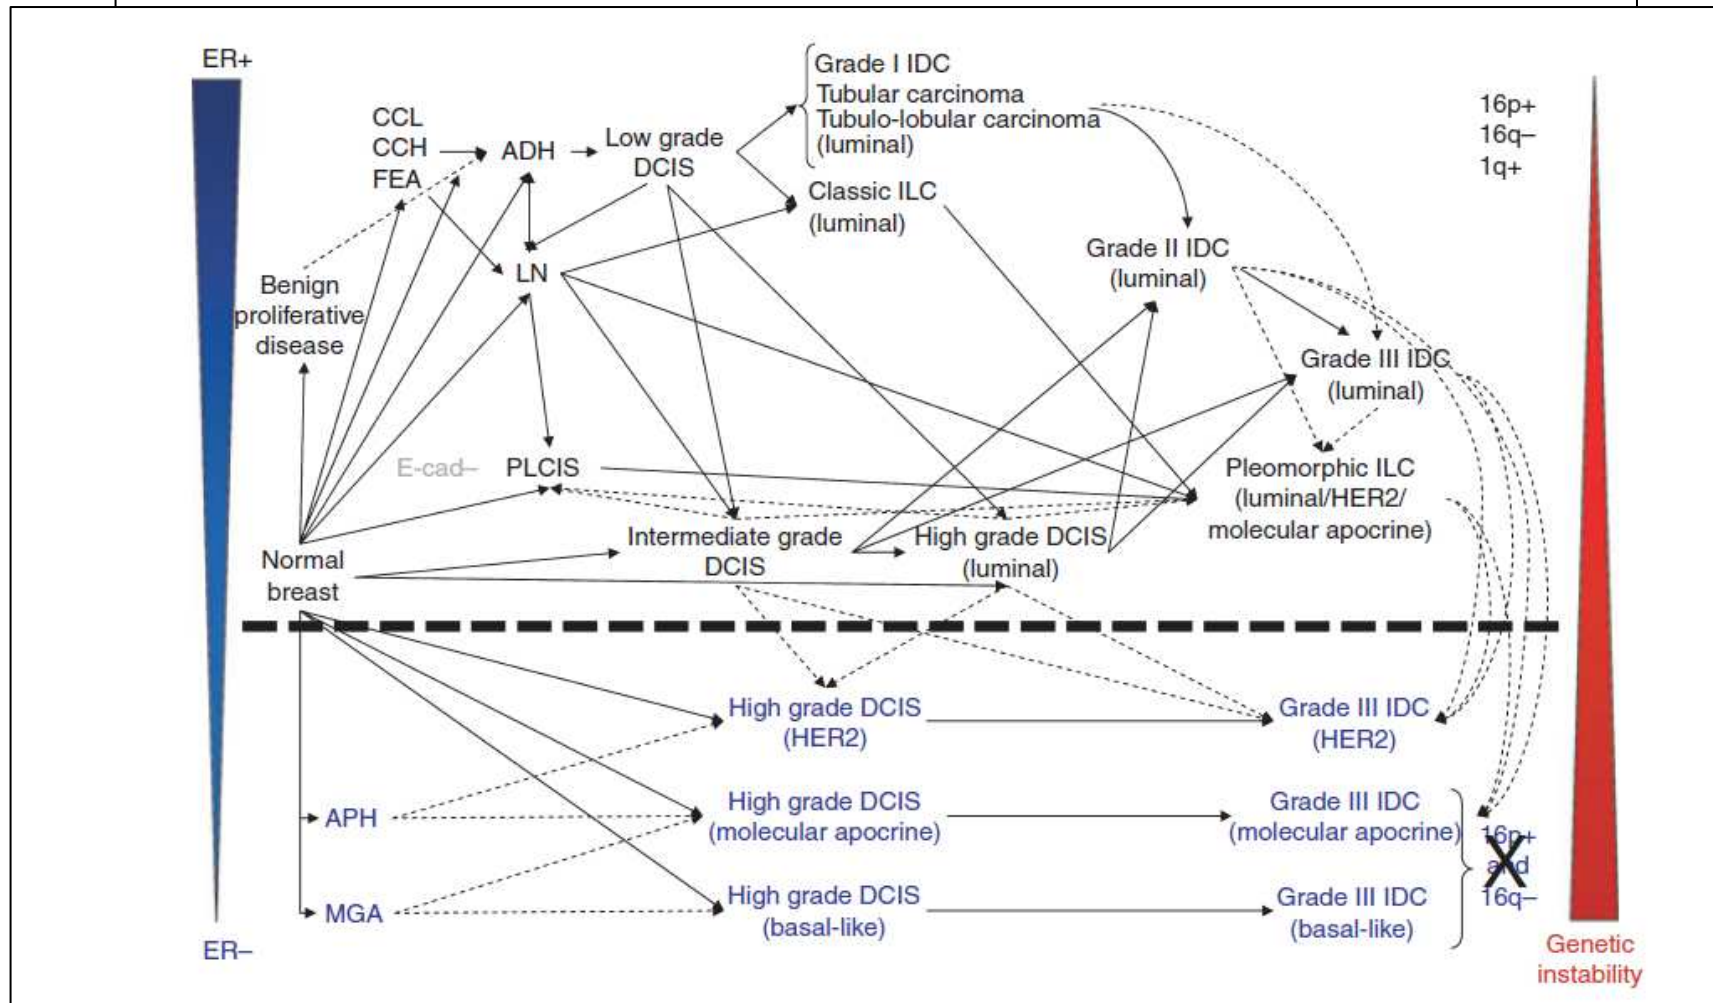 ER+
CCL
CCH
FEA
ADH
Low grade
DCIS
Grade I IDC
Tubular carcinoma
Tubulo-lobular carcinoma
(luminal)
Classic ILC
(luminal)
16p+
16q–
1q+
LN
Benign
proliferative
disease
Grade II IDC
(luminal)
Grade III IDC
(luminal)
E-cad–
PLCIS
Pleomorphic ILC
(luminal/HER2/
molecular apocrine)
Normal
breast
Intermediate grade
DCIS
High grade DCIS
(luminal)
High grade DCIS
(HER2)
Grade III IDC
(HER2)
APH
High grade DCIS
(molecular apocrine)
Grade III IDC
(molecular apocrine)
MGA
High grade DCIS
(basal-like)
Grade III IDC
(basal-like)
16p+
and
16q–
X
ER–
Genetic
instability